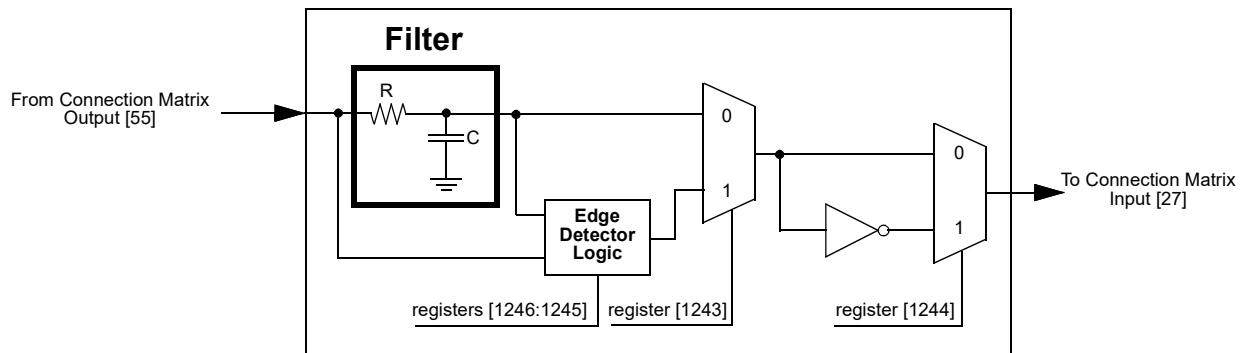 Filter
From Connection Matrix
Output [55]
R
C
0
1
Edge
Detector
Logic
0
1
To Connection Matrix
Input [27]
registers [1246:1245]
register [1243]
register [1244]